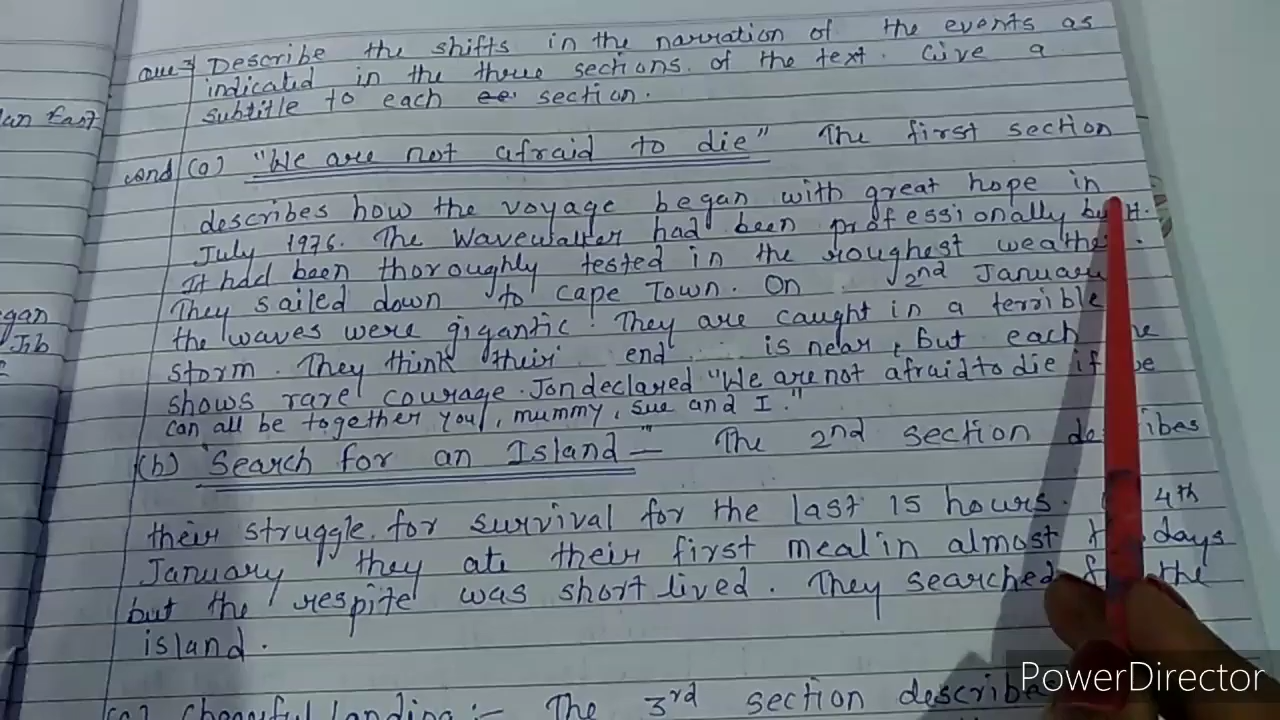 que 3 Describe the shifts in the narration of the events as
indicated in the three sections. of the text. Give a
subtitle to each section.
(a) "We are not afraid to die" The first section
describes how the voyage began with great hope in
July 1976. The Wavewalker had been professionally by H.
It had been thoroughly tested in the roughest weather.
They sailed down to Cape Town. On 2nd January
the waves were gigantic. They are caught in a terrible
storm. They think their end is near, but each
shows rare courage. Jon declared "We are not afraid to die if
can all be together you, mummy, sue and I."
(b) "Search for an Island" - The 2nd section
their struggle for survival for the last 15 hours. 4th
January they ate their first meal in almost days
but the respite was short lived. They searched the
island.
Landing :- The 3rd section
PowerDirector